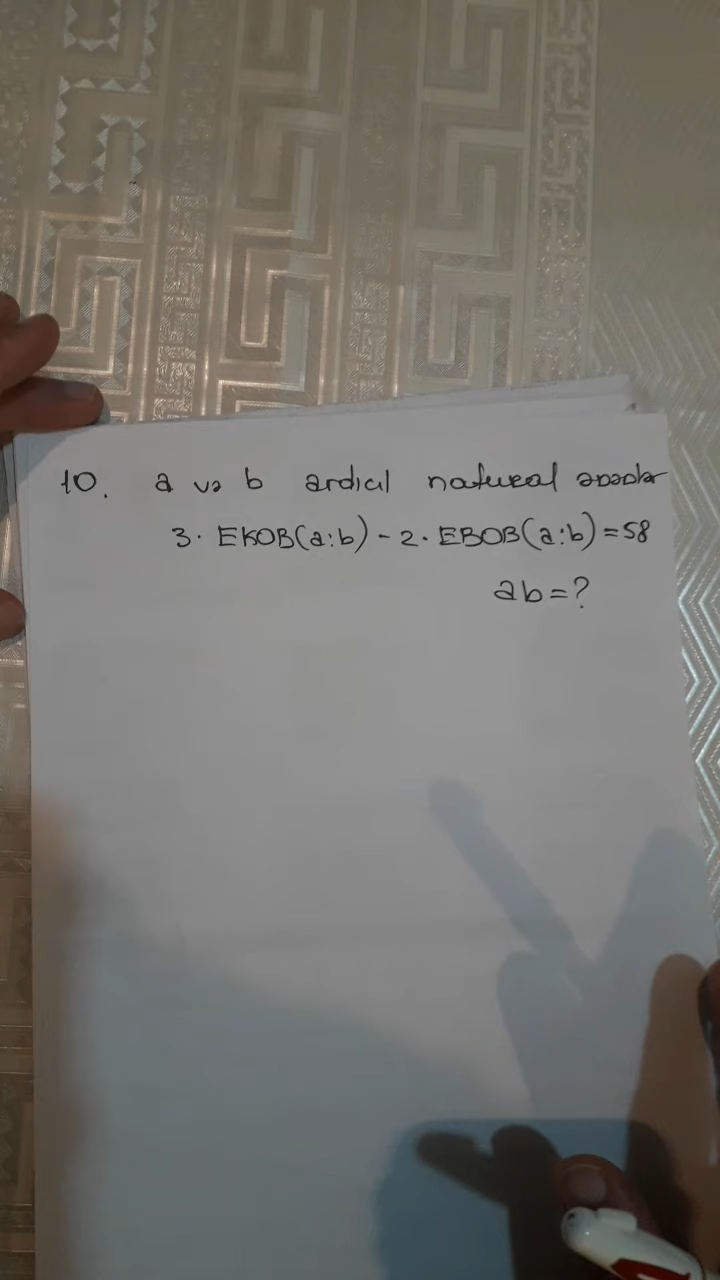 10. a və b ardıcıl natural ədədlər
3. EKOB(a:b) - 2. EBOB(a:b) = 58
ab=?